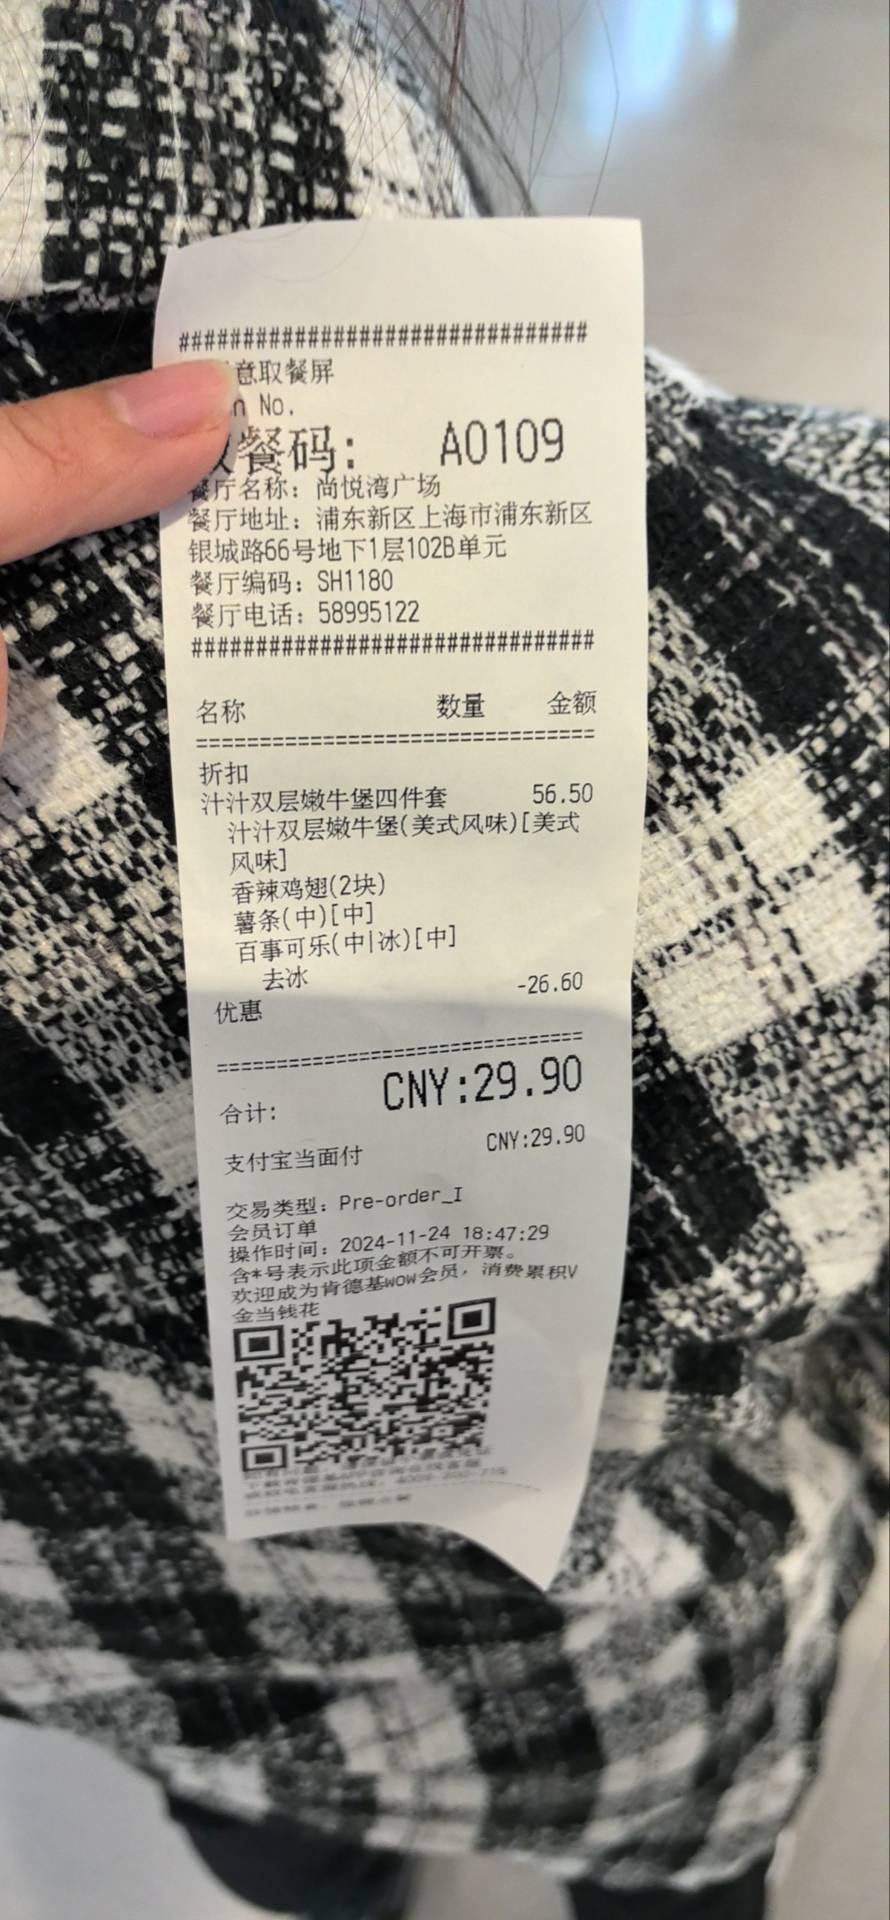 ################################
意取餐屏
n No.
餐码： A0109
餐厅名称：尚悦湾广场
餐厅地址：浦东新区上海市浦东新区
银城路66号地下1层102B单元
餐厅编码：SH1180
餐厅电话：58995122
################################
名称 数量 金额
================================
折扣
汁汁双层嫩牛堡四件套 56.50
汁汁双层嫩牛堡(美式风味)[美式
风味]
香辣鸡翅(2块)
薯条(中)[中]
百事可乐(中|冰)[中]
去冰
优惠 -26.60
================================
合计: CNY:29.90
支付宝当面付 CNY:29.90
交易类型：Pre-order_I
会员订单
操作时间：2024-11-24 18:47:29
含*号表示此项金额不可开票。
欢迎成为肯德基wow会员，消费累积V
金当钱花